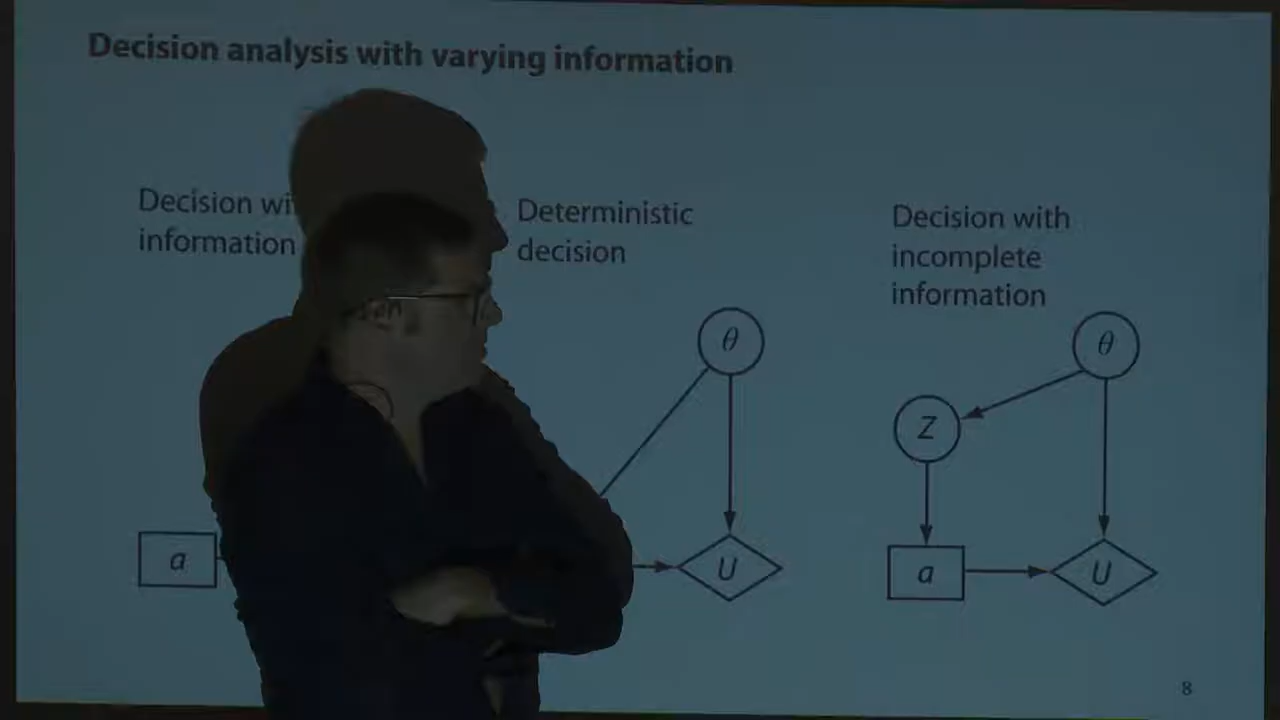 Decision analysis with varying information
Decision wi
information
Deterministic
decision
Decision with
incomplete
information
θ
θ
Z
a
U
a
U
8